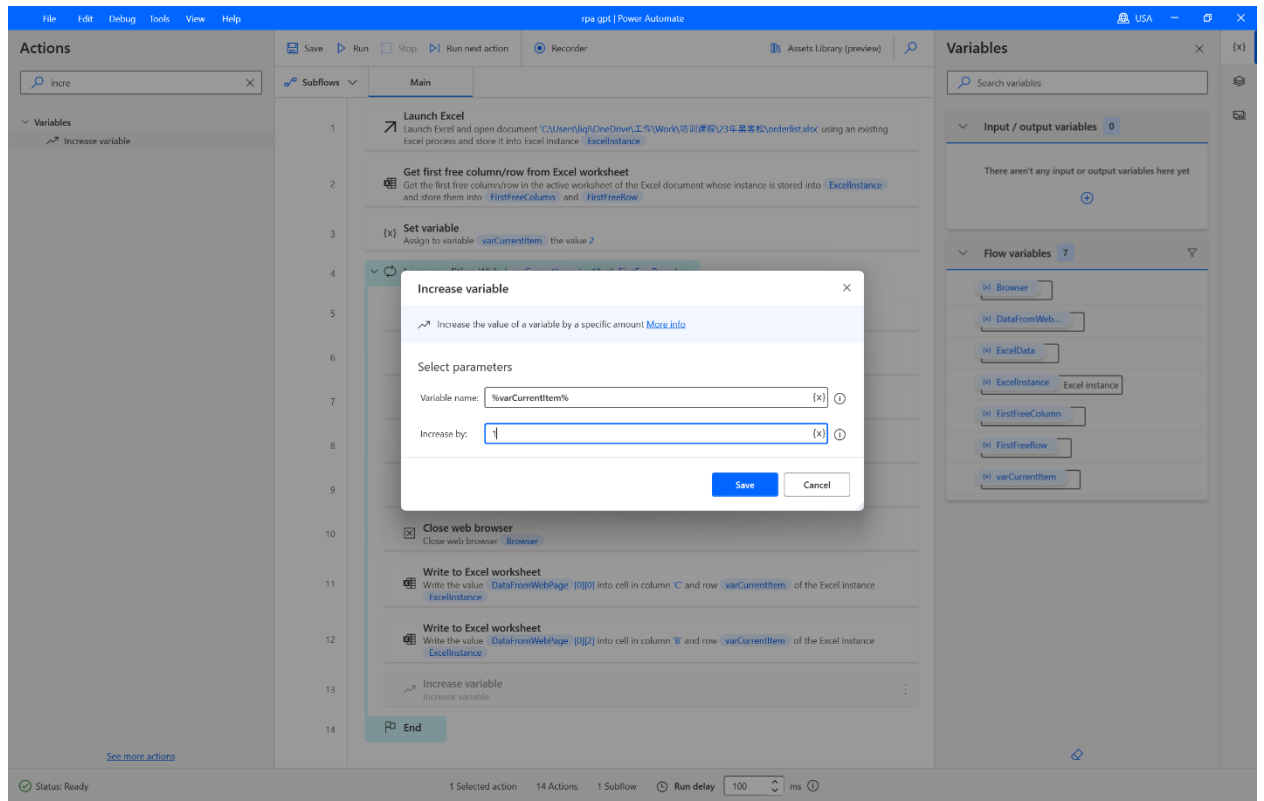 File Edit Debug Tools View Help
rpa gpt | Power Automate
USA
Actions
incre
Variables
Increase variable
See more actions
Save Run Stop Run next action Recorder Assets Library (preview)
Subflows Main
1
Launch Excel
Launch Excel and open document 'C:\Users\liqi\OneDrive\工作\Work\培训课程\23年黑客松\orderlist.xlsx' using an existing
Excel process and store it into Excel instance ExcelInstance
2
Get first free column/row from Excel worksheet
Get the first free column/row in the active worksheet of the Excel document whose instance is stored into ExcelInstance
and store them into FirstFreeColumn and FirstFreeRow
3
{x} Set variable
Assign to variable varCurrentItem the value 2
4
5
6
7
8
9
Increase variable
Increase the value of a variable by a specific amount More info
Select parameters
Variable name: %varCurrentItem% {x}
Increase by: 1 {x}
Save Cancel
10
Close web browser
Close web browser Browser
11
Write to Excel worksheet
Write the value DataFromWebPage [0][0] into cell in column 'C' and row varCurrentItem of the Excel instance
ExcelInstance
12
Write to Excel worksheet
Write the value DataFromWebPage [0][2] into cell in column 'B' and row varCurrentItem of the Excel instance
ExcelInstance
13
Increase variable
Increase variable
14
End
Variables
{x}
Search variables
Input / output variables 0
There aren't any input or output variables here yet
Flow variables 7
(x) Browser
(x) DataFromWeb...
(x) ExcelData
(x) ExcelInstance Excel instance
(x) FirstFreeColumn
(x) FirstFreeRow
(x) varCurrentItem
Status: Ready 1 Selected action 14 Actions 1 Subflow Run delay 100 ms